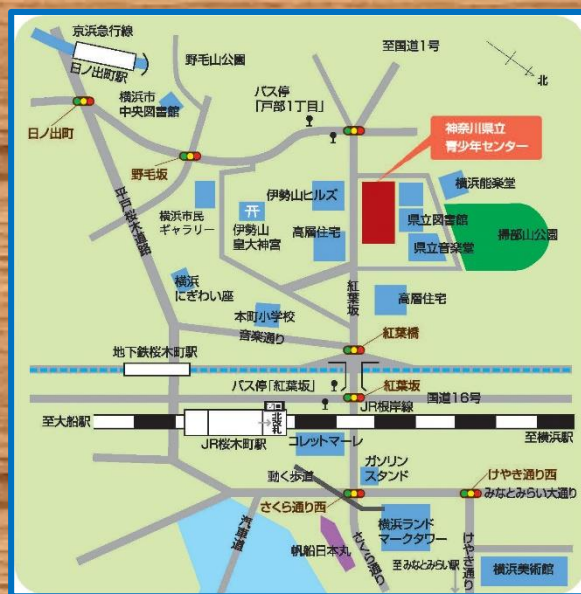 京浜急行線
日ノ出町駅
野毛山公園
至国道1号
北
横浜市
中央図書館
バス停
「戸部1丁目」
日ノ出町
野毛坂
神奈川県立
青少年センター
横浜能楽堂
伊勢山ヒルズ
県立図書館
横浜市民
ギャラリー
伊勢山
皇大神宮
高層住宅
県立音楽堂
掃部山公園
平戸桜木道路
横浜
にぎわい座
紅葉坂
高層住宅
本町小学校
音楽通り
紅葉橋
地下鉄桜木町駅
バス停「紅葉坂」
紅葉坂
国道16号
JR根岸線
至大船駅
北改札
JR桜木町駅
コレットマーレ
至横浜駅
ガソリン
スタンド
動く歩道
けやき通り西
みなとみらい大通り
さくら通り西
汽車道
帆船日本丸
さくら通り
横浜ランド
マークタワー
至みなとみらい駅
けやき通り
横浜美術館